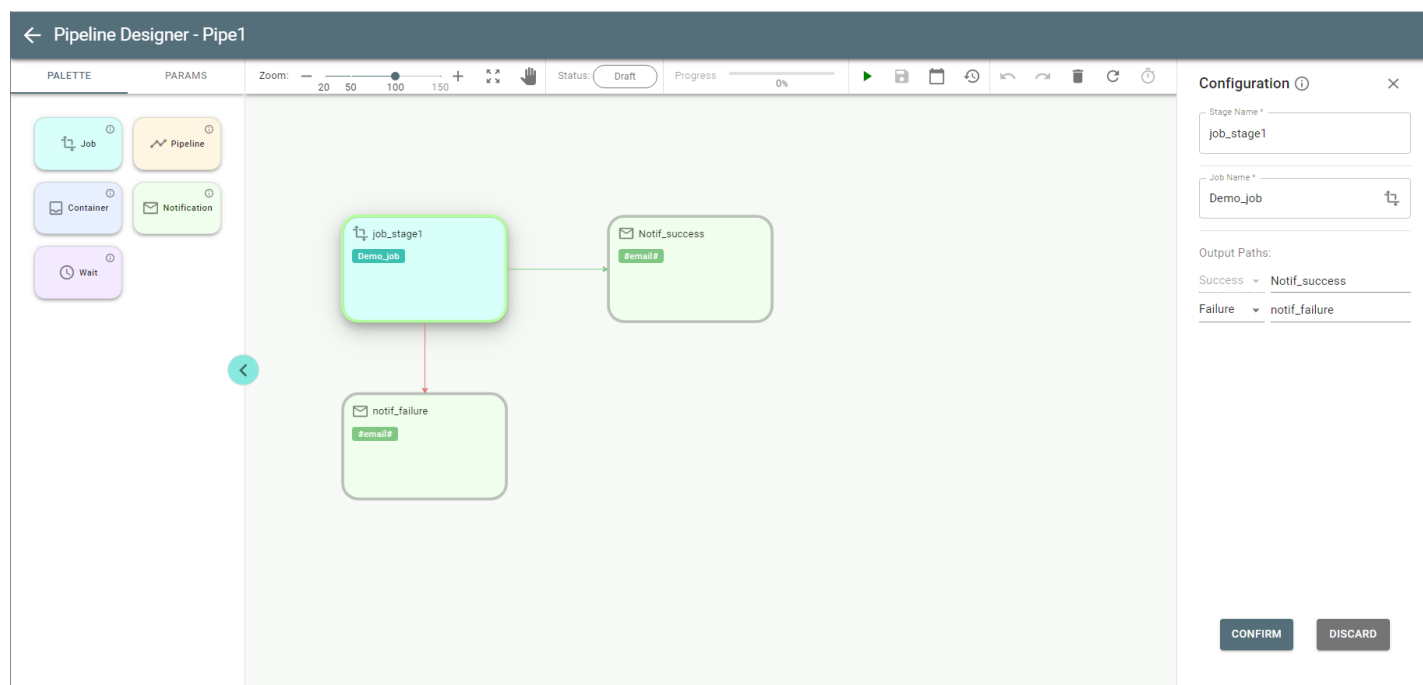 Pipeline Designer - Pipe1
PALETTE PARAMS
Zoom: 20 50 100 150
Status: Draft
Progress 0%
Job
Pipeline
Container
Notification
Wait
job_stage1
Demo_job
Notif_success
#email#
notif_failure
#email#
Configuration
Stage Name *
job_stage1
Job Name *
Demo_job
Output Paths:
Success Notif_success
Failure notif_failure
CONFIRM DISCARD